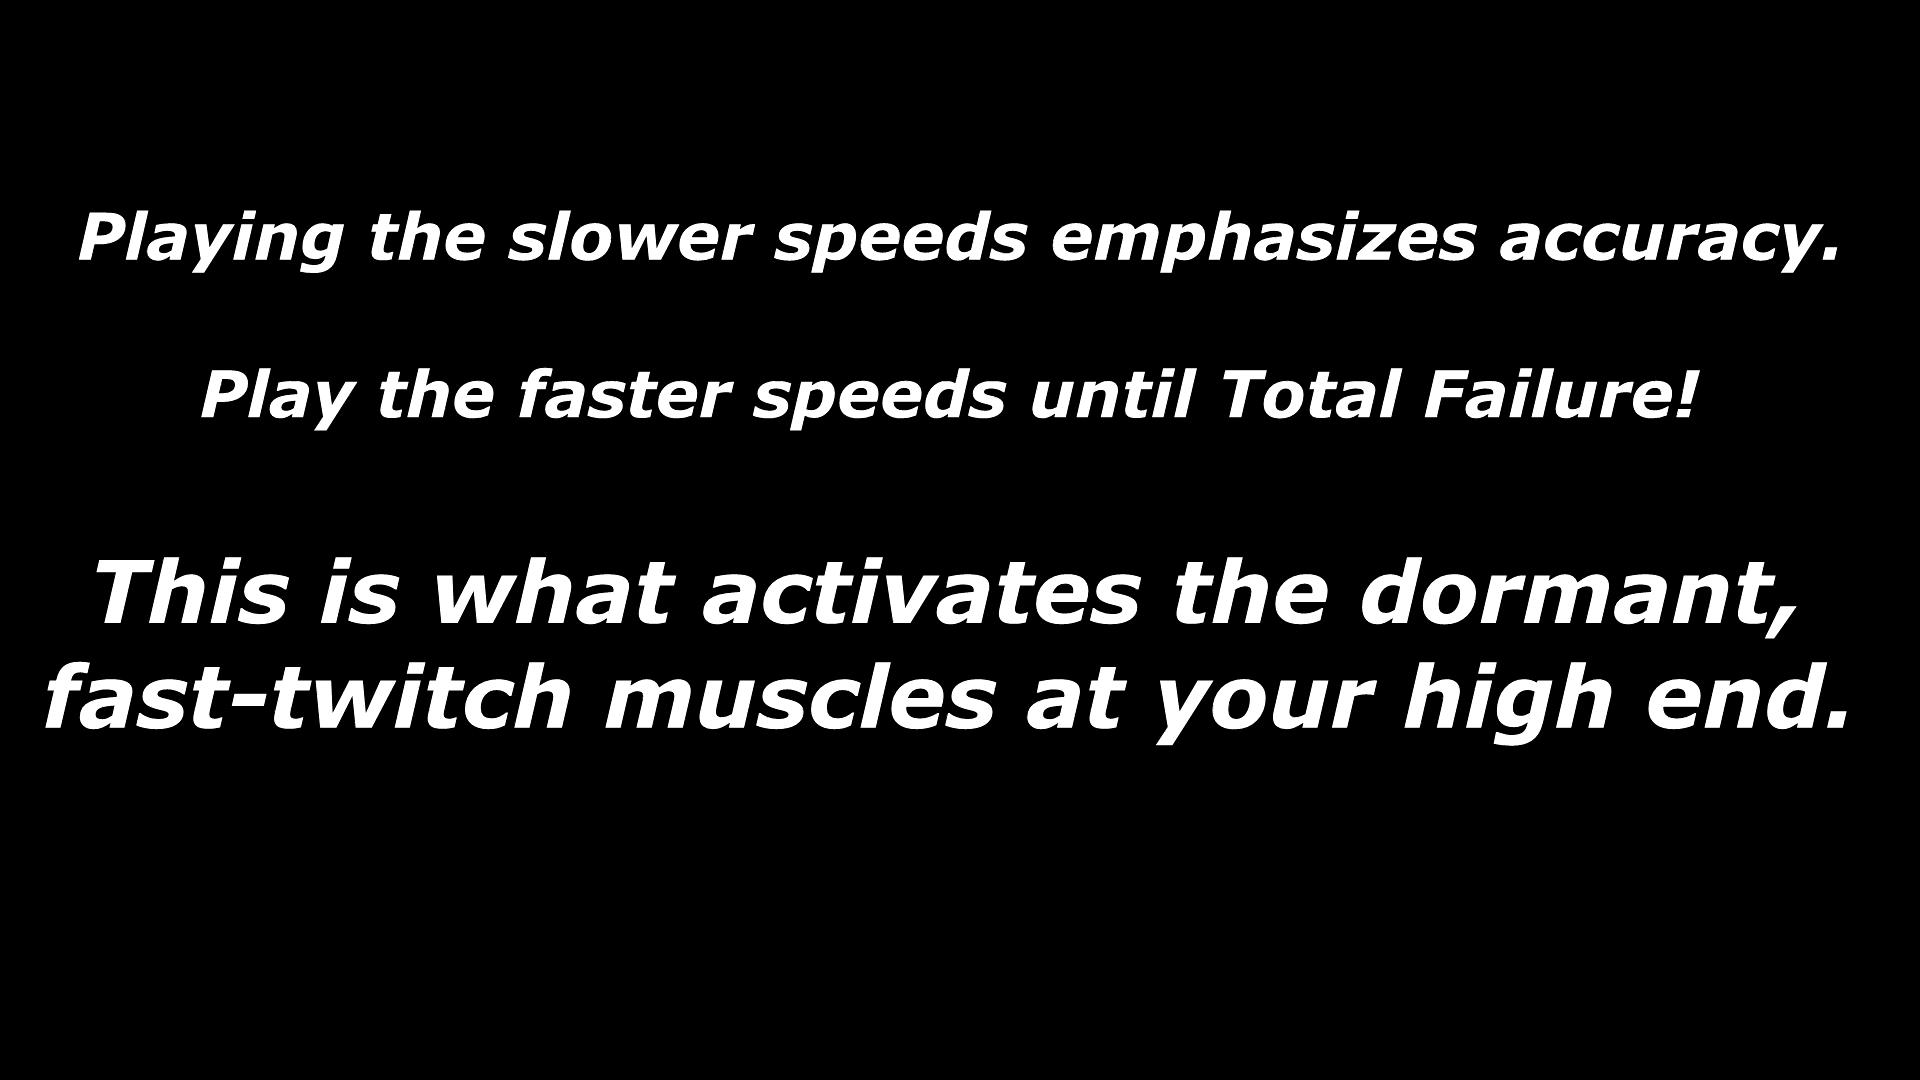 Playing the slower speeds emphasizes accuracy.
Play the faster speeds until Total Failure!
This is what activates the dormant,
fast-twitch muscles at your high end.